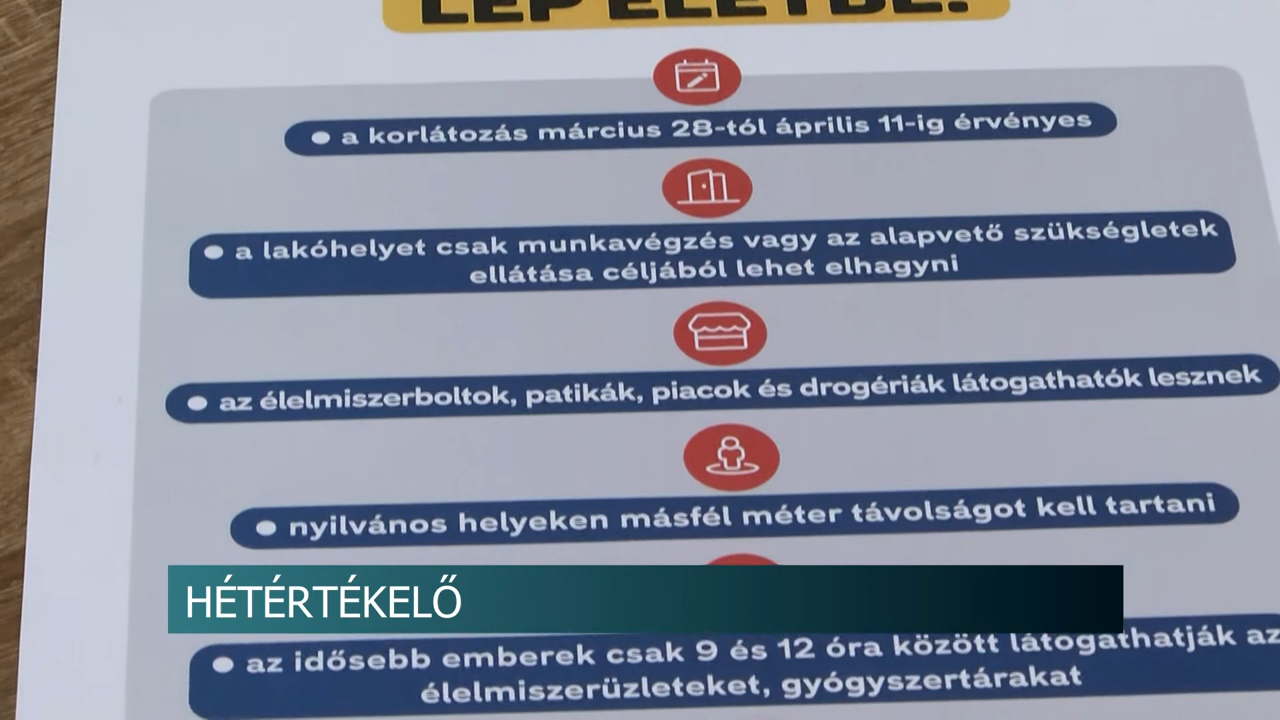 LÉP ÉLETBE:
● a korlátozás március 28-tól április 11-ig érvényes
● a lakóhelyet csak munkavégzés vagy az alapvető szükségletek
ellátása céljából lehet elhagyni
● az élelmiszerboltok, patikák, piacok és drogériák látogathatók lesznek
● nyilvános helyeken másfél méter távolságot kell tartani
HÉTÉRTÉKELŐ
● az idősebb emberek csak 9 és 12 óra között látogathatják az
élelmiszerüzleteket, gyógyszertárakat